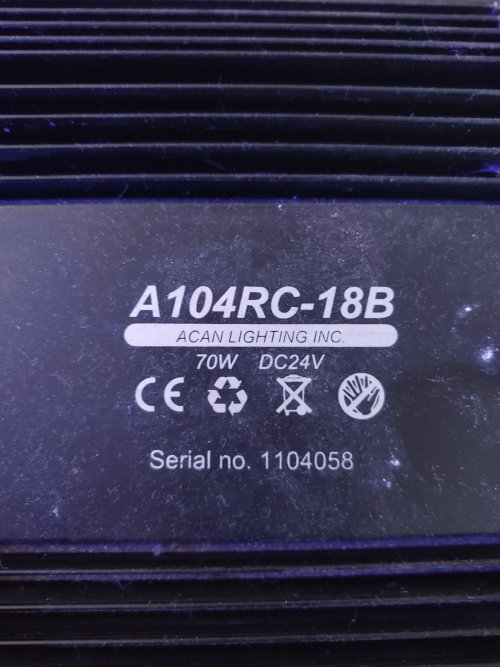 A104RC-18B
ACAN LIGHTING INC.
70W DC24V
CE
Serial no. 1104058